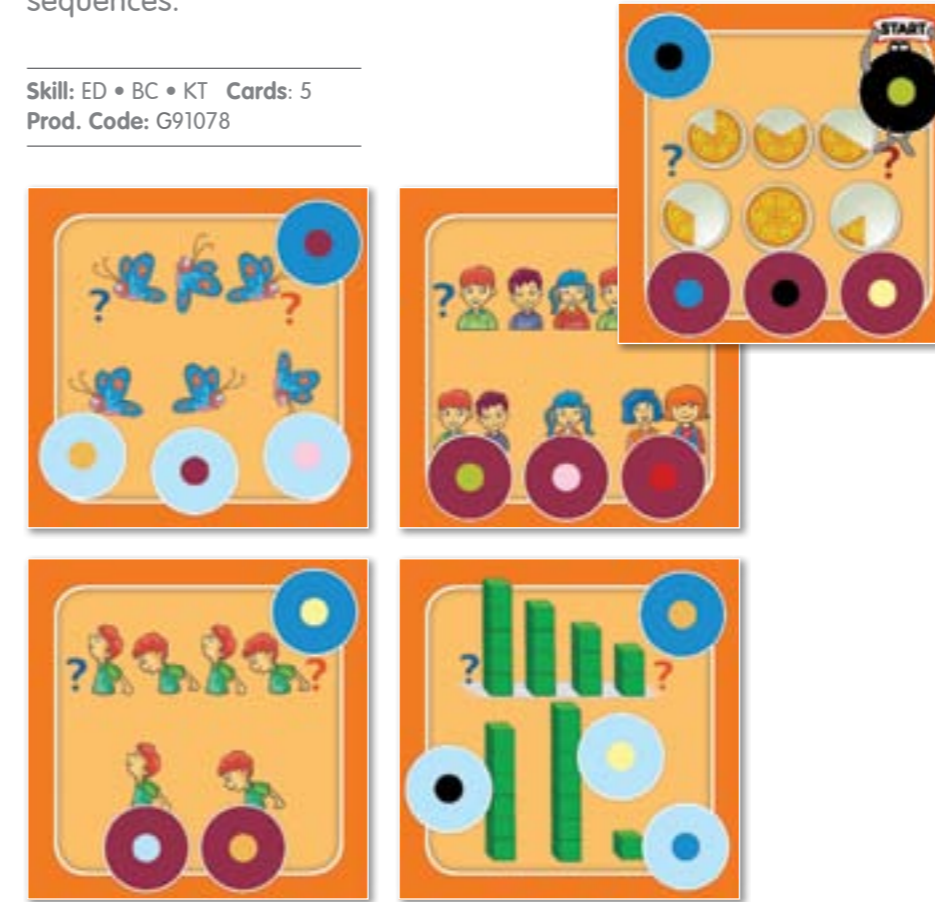 sequences.
Skill: ED • BC • KT Cards: 5
Prod. Code: G91078
START
? ?
? ?
?
? ?
? ?